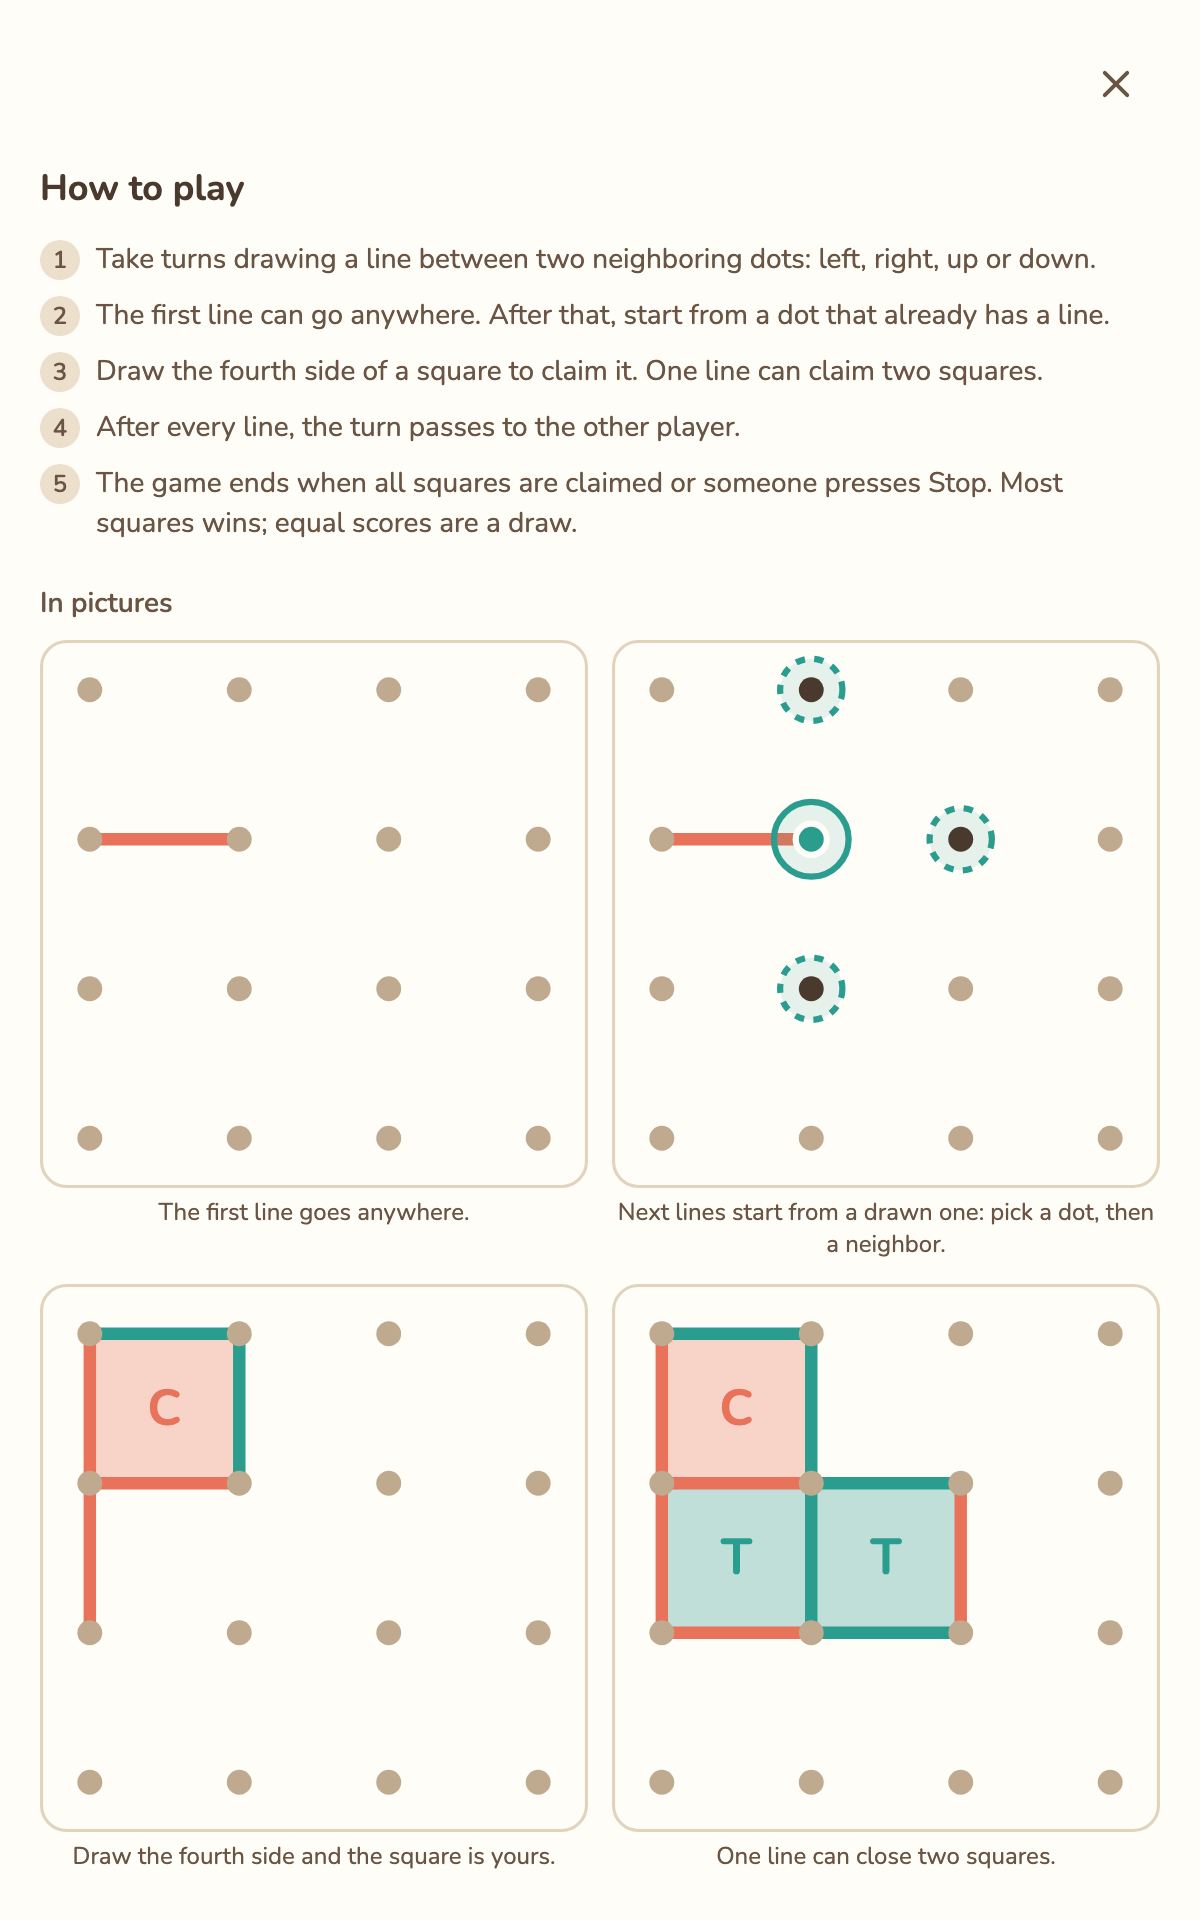 How to play
1 Take turns drawing a line between two neighboring dots: left, right, up or down.
2 The first line can go anywhere. After that, start from a dot that already has a line.
3 Draw the fourth side of a square to claim it. One line can claim two squares.
4 After every line, the turn passes to the other player.
5 The game ends when all squares are claimed or someone presses Stop. Most
squares wins; equal scores are a draw.
In pictures
The first line goes anywhere.
Next lines start from a drawn one: pick a dot, then
a neighbor.
C
Draw the fourth side and the square is yours.
C
T T
One line can close two squares.